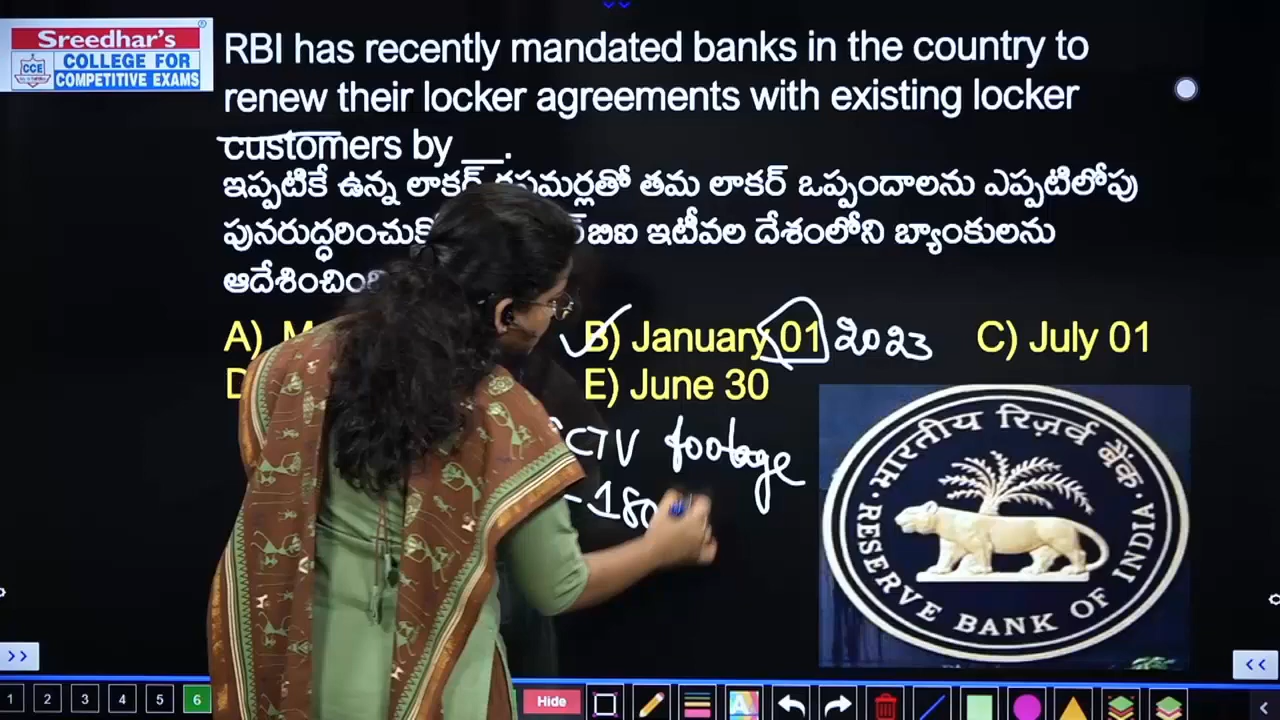 Sreedhar's
CCE
COLLEGE FOR
COMPETITIVE EXAMS
RBI has recently mandated banks in the country to
renew their locker agreements with existing locker
customers by __.
ఇప్పటికే ఉన్న లాకర్ తమ లాకర్ ఒప్పందాలను ఎప్పటిలోపు
ఇటీవల దేశంలోని బ్యాంకులను
A)
B) January 01 2023
C) July 01
E) June 30
CCTV footage
-180
भारतीय रिज़र्व बैंक
RESERVE BANK OF INDIA
>>
<<
1 2 3 4 5 6
Hide